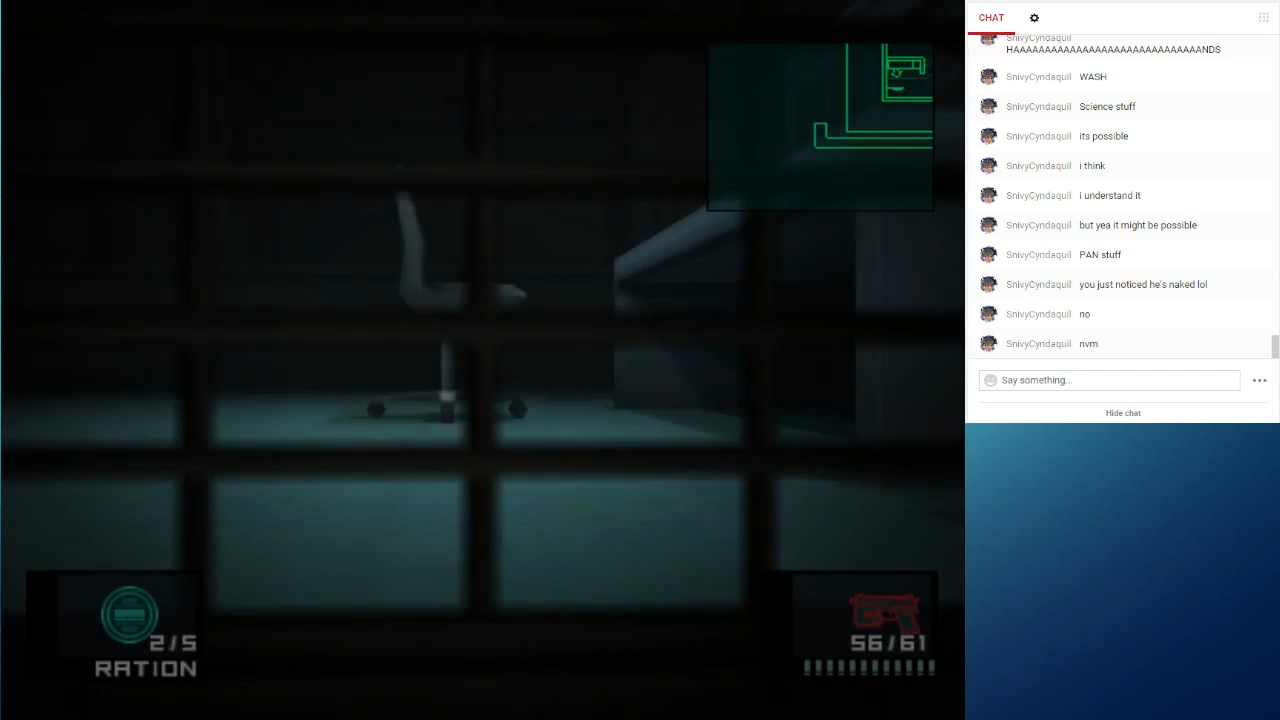 CHAT
SnivyCyndaquil
HAAAAAAAAAAAAAAAAAAAAAAAAAAAAAANDS
SnivyCyndaquil WASH
SnivyCyndaquil Science stuff
SnivyCyndaquil its possible
SnivyCyndaquil i think
SnivyCyndaquil i understand it
SnivyCyndaquil but yea it might be possible
SnivyCyndaquil PAN stuff
SnivyCyndaquil you just noticed he's naked lol
SnivyCyndaquil no
SnivyCyndaquil nvm
Say something...
Hide chat
2/5
RATION
56/61